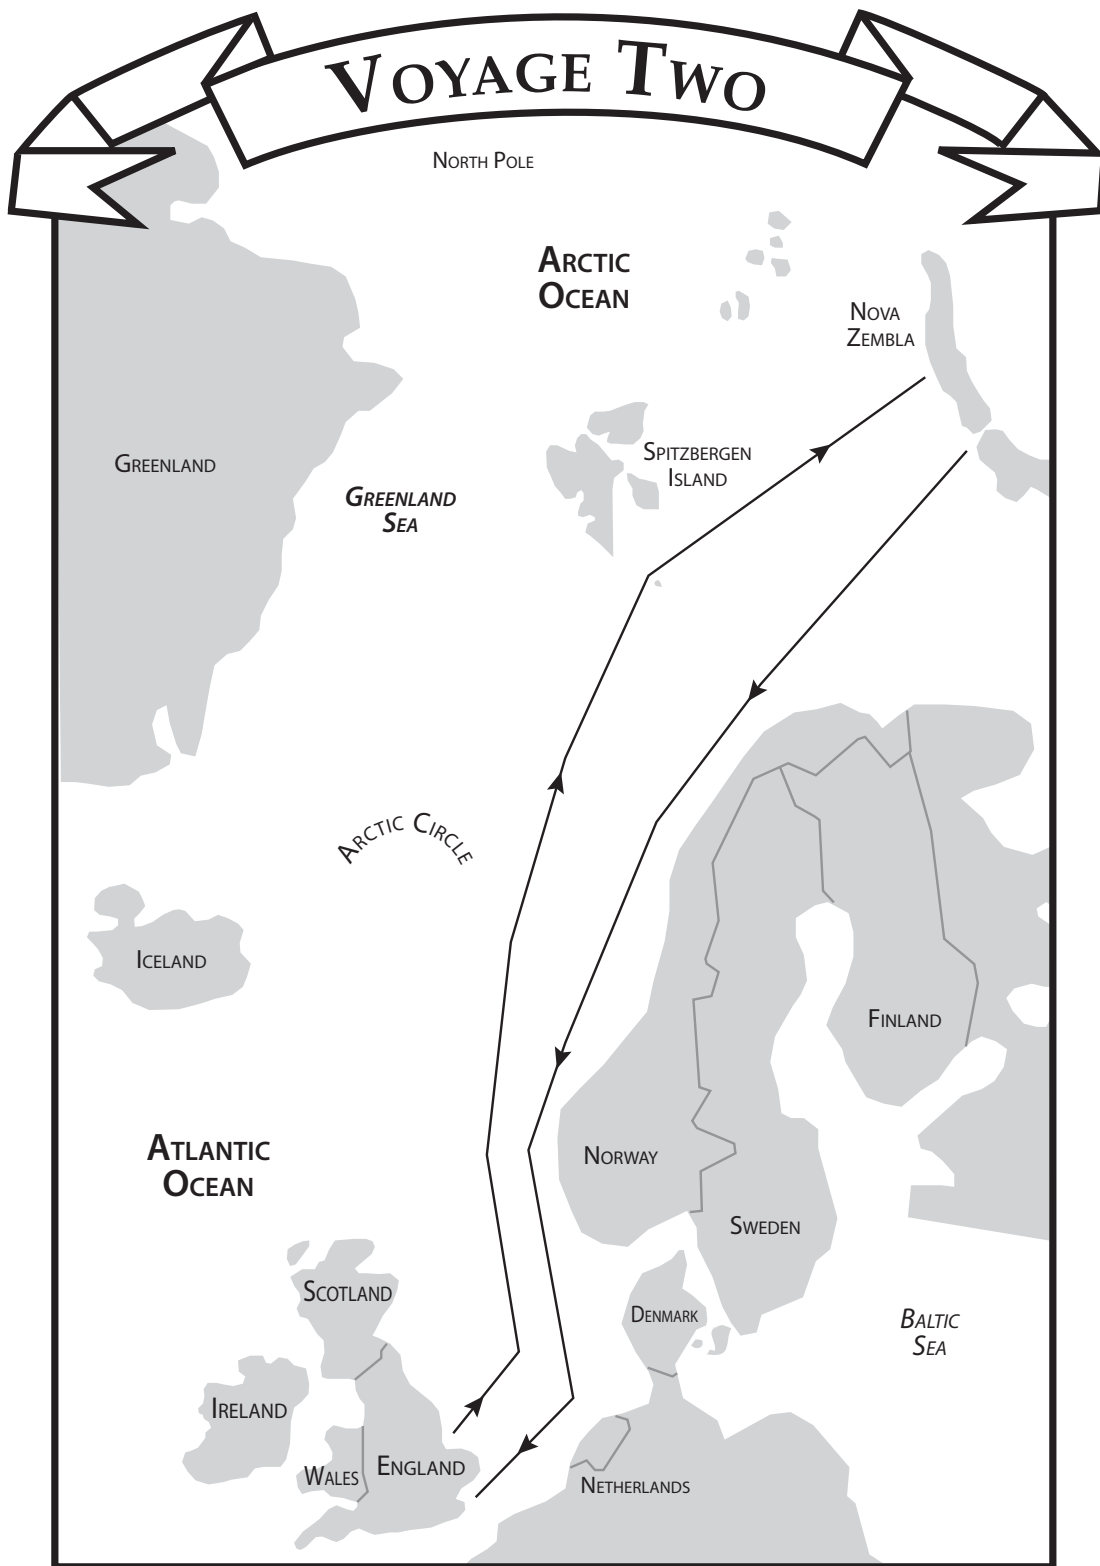 Voyage Two
North Pole
Arctic
Ocean
Nova
Zembla
Greenland
Spitzbergen
Island
Greenland
Sea
Arctic Circle
Iceland
Finland
Atlantic
Ocean
Norway
Sweden
Scotland
Denmark
Baltic
Sea
Ireland
Wales
England
Netherlands